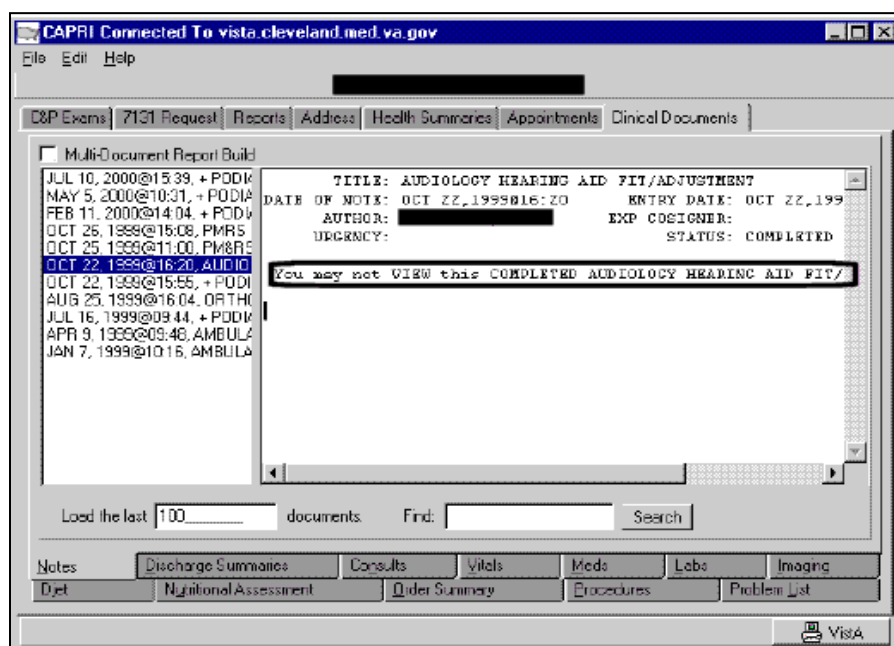 CAPRI Connected To vista.cleveland.med.va.gov
File Edit Help
C&P Exams 7131 Request Reports Address Health Summaries Appointments Clinical Documents
Multi-Document Report Build
JUL 10, 2000@15:39, + PODIA
MAY 5, 2000@10:31, + PODIA
FEB 11, 2000@14:04, + PODIA
OCT 26, 1999@15:08, PMRS
OCT 25, 1999@11:00, PM&RS
OCT 22, 1999@16:20, AUDIO
OCT 22, 1999@15:55, + PODI
AUG 25, 1999@16:04, ORTHO
JUL 16, 1999@09:44, + PODIA
APR 9, 1999@09:48, AMBULA
JAN 7, 1999@10:16, AMBULA
TITLE: AUDIOLOGY HEARING AID FIT/ADJUSTMENT
DATE OF NOTE: OCT 22,1999@16:20 ENTRY DATE: OCT 22,199
AUTHOR: EXP COSIGNER:
URGENCY: STATUS: COMPLETED
You may not VIEW this COMPLETED AUDIOLOGY HEARING AID FIT/
Load the last 100 documents. Find: Search
Notes Discharge Summaries Consults Vitals Meds Labs Imaging
Diet Nutritional Assessment Order Summary Procedures Problem List
VistA